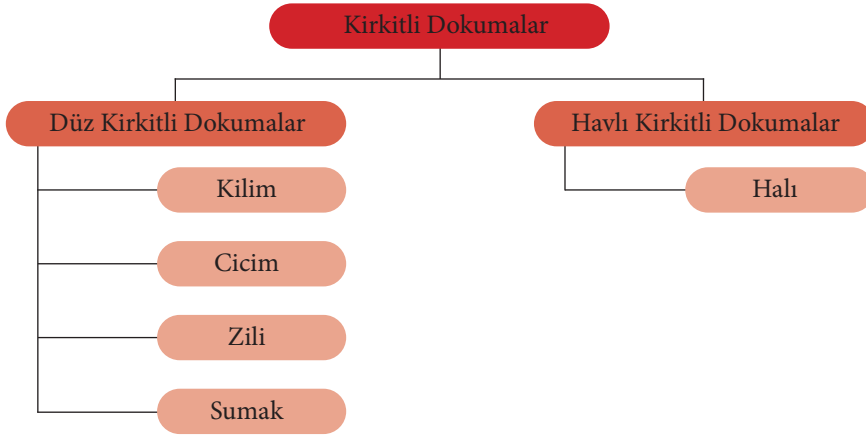 Kirkitli Dokumalar
Düz Kirkitli Dokumalar
Kilim
Cicim
Zili
Sumak
Havlı Kirkitli Dokumalar
Halı